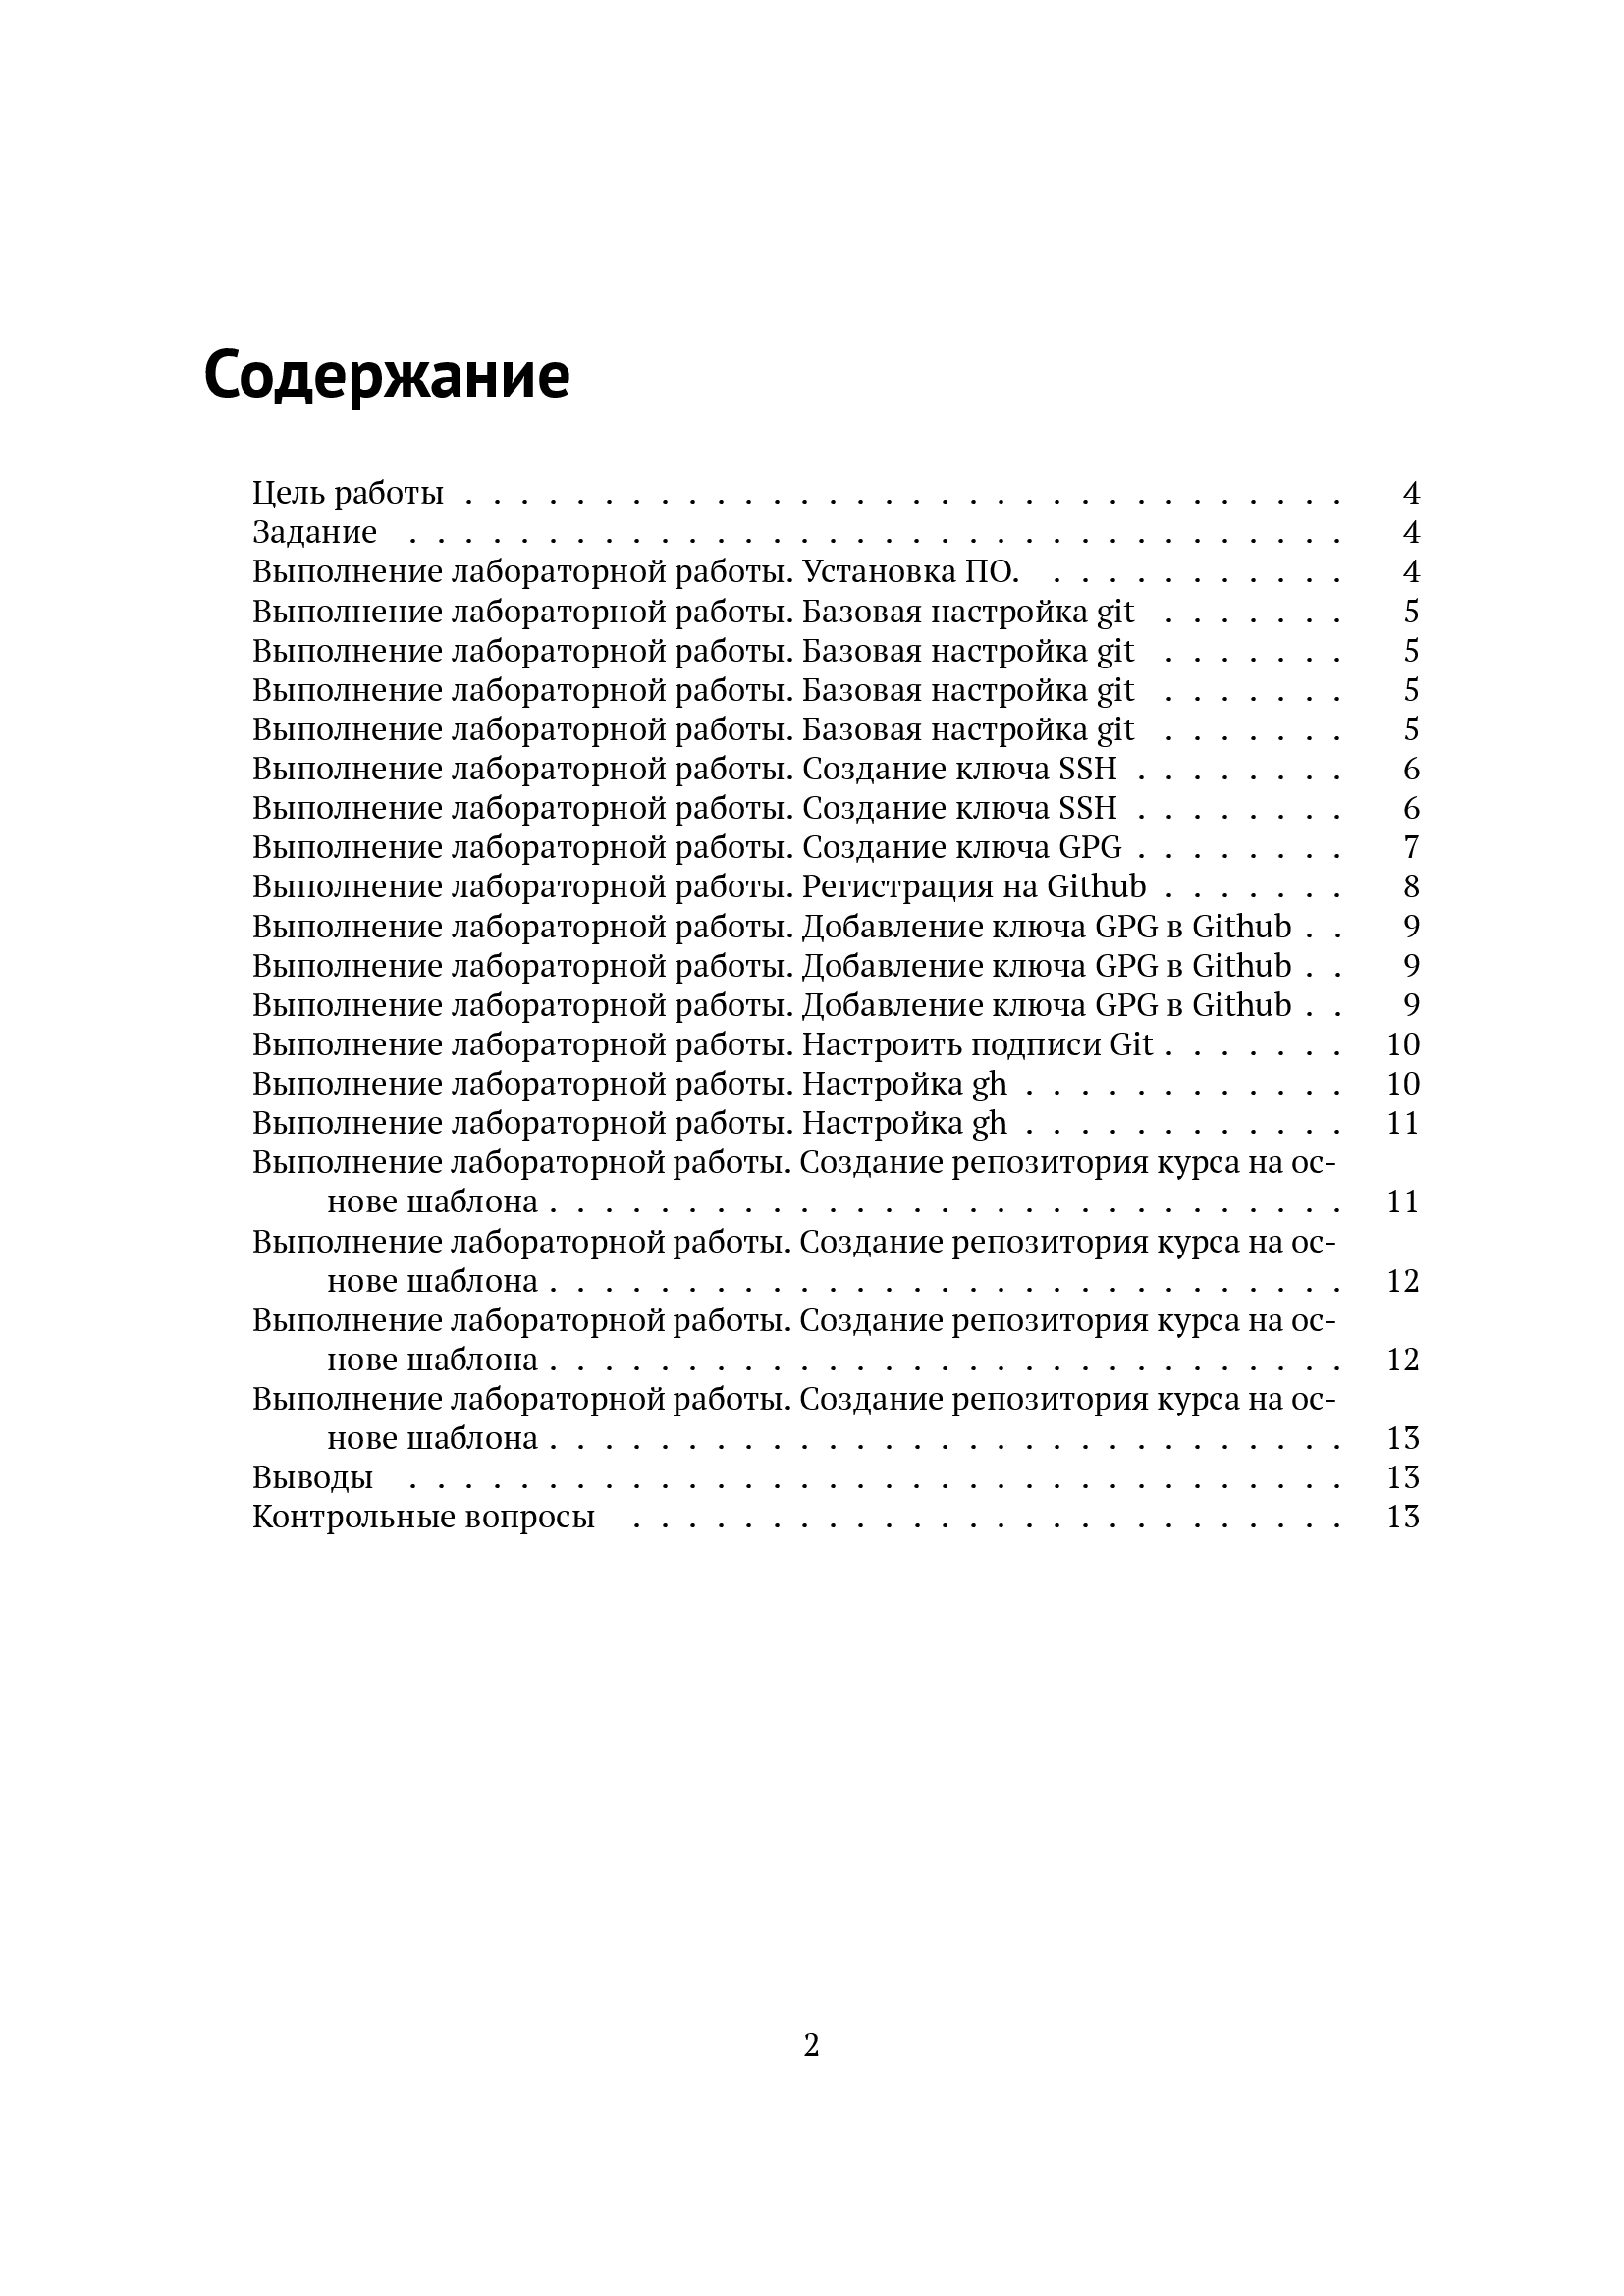 Содержание
Цель работы . . . . . . . . . . . . . . . . . . . . . . . . . . . . . . . . 4
Задание . . . . . . . . . . . . . . . . . . . . . . . . . . . . . . . . . . 4
Выполнение лабораторной работы. Установка ПО. . . . . . . . . . . . 4
Выполнение лабораторной работы. Базовая настройка git . . . . . . . 5
Выполнение лабораторной работы. Базовая настройка git . . . . . . . 5
Выполнение лабораторной работы. Базовая настройка git . . . . . . . 5
Выполнение лабораторной работы. Базовая настройка git . . . . . . . 5
Выполнение лабораторной работы. Создание ключа SSH . . . . . . . . 6
Выполнение лабораторной работы. Создание ключа SSH . . . . . . . . 6
Выполнение лабораторной работы. Создание ключа GPG . . . . . . . . 7
Выполнение лабораторной работы. Регистрация на Github . . . . . . . 8
Выполнение лабораторной работы. Добавление ключа GPG в Github . . 9
Выполнение лабораторной работы. Добавление ключа GPG в Github . . 9
Выполнение лабораторной работы. Добавление ключа GPG в Github . . 9
Выполнение лабораторной работы. Настроить подписи Git . . . . . . . 10
Выполнение лабораторной работы. Настройка gh . . . . . . . . . . . . 10
Выполнение лабораторной работы. Настройка gh . . . . . . . . . . . . 11
Выполнение лабораторной работы. Создание репозитория курса на ос-
нове шаблона . . . . . . . . . . . . . . . . . . . . . . . . . . . . . 11
Выполнение лабораторной работы. Создание репозитория курса на ос-
нове шаблона . . . . . . . . . . . . . . . . . . . . . . . . . . . . . 12
Выполнение лабораторной работы. Создание репозитория курса на ос-
нове шаблона . . . . . . . . . . . . . . . . . . . . . . . . . . . . . 12
Выполнение лабораторной работы. Создание репозитория курса на ос-
нове шаблона . . . . . . . . . . . . . . . . . . . . . . . . . . . . . 13
Выводы . . . . . . . . . . . . . . . . . . . . . . . . . . . . . . . . . . 13
Контрольные вопросы . . . . . . . . . . . . . . . . . . . . . . . . . . 13
2